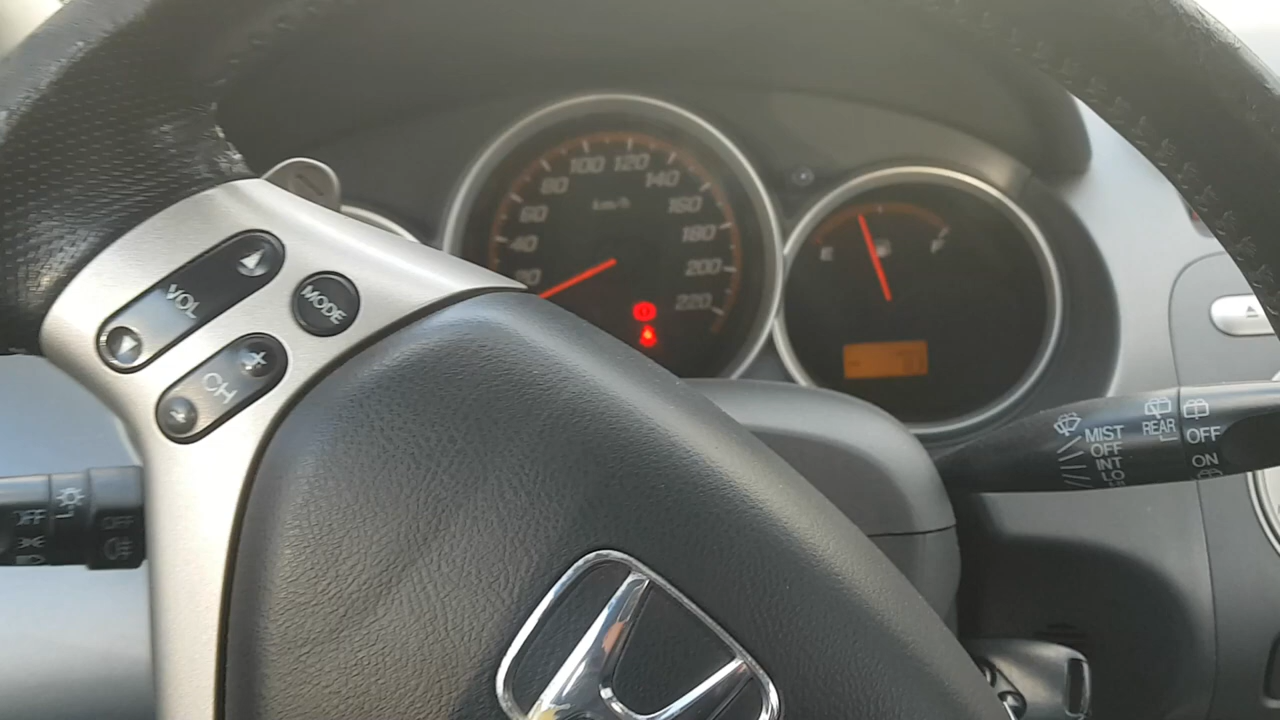 100 120
80
140
60
km/h
160
40
180
20
200
220
E
F
VOL
MODE
+
CH
-
MIST
OFF
INT
LO
REAR
OFF
ON
OFF
OFF